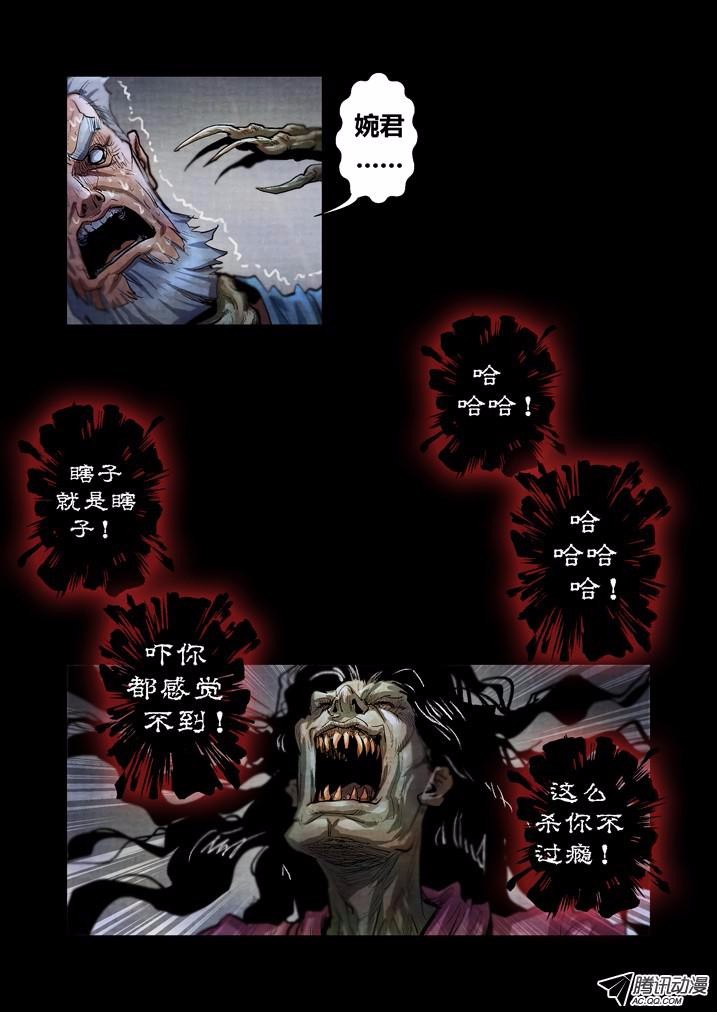 婉君
……
哈
哈哈！
哈
哈哈
哈！
瞎子
就是瞎
子！
吓你
都感觉
不到！
这么
杀你不
过瘾！
腾讯动漫
AC.QQ.COM